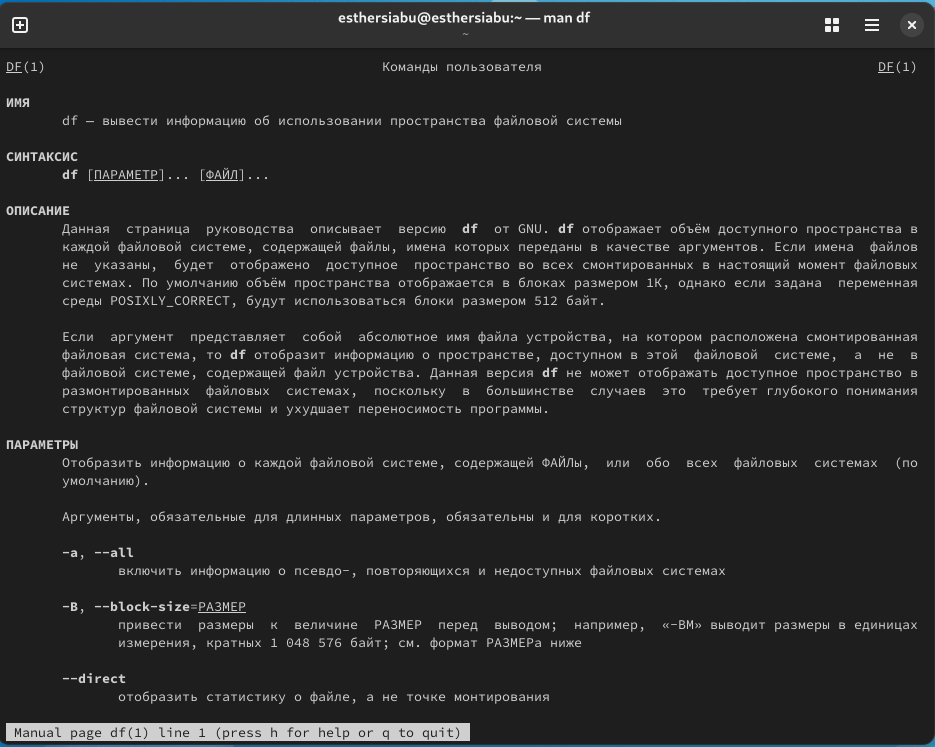 esthersiabu@esthersiabu:~ — man df
~
DF(1) Команды пользователя DF(1)
ИМЯ
df — вывести информацию об использовании пространства файловой системы
СИНТАКСИС
df [ПАРАМЕТР]... [ФАЙЛ]...
ОПИСАНИЕ
Данная страница руководства описывает версию df от GNU. df отображает объём доступного пространства в
каждой файловой системе, содержащей файлы, имена которых переданы в качестве аргументов. Если имена файлов
не указаны, будет отображено доступное пространство во всех смонтированных в настоящий момент файловых
системах. По умолчанию объём пространства отображается в блоках размером 1K, однако если задана переменная
среды POSIXLY_CORRECT, будут использоваться блоки размером 512 байт.
Если аргумент представляет собой абсолютное имя файла устройства, на котором расположена смонтированная
файловая система, то df отобразит информацию о пространстве, доступном в этой файловой системе, а не в
файловой системе, содержащей файл устройства. Данная версия df не может отображать доступное пространство в
размонтированных файловых системах, поскольку в большинстве случаев это требует глубокого понимания
структур файловой системы и ухудшает переносимость программы.
ПАРАМЕТРЫ
Отобразить информацию о каждой файловой системе, содержащей ФАЙЛы, или обо всех файловых системах (по
умолчанию).
Аргументы, обязательные для длинных параметров, обязательны и для коротких.
-a, --all
включить информацию о псевдо-, повторяющихся и недоступных файловых системах
-B, --block-size=РАЗМЕР
привести размеры к величине РАЗМЕР перед выводом; например, «-BM» выводит размеры в единицах
измерения, кратных 1 048 576 байт; см. формат РАЗМЕРа ниже
--direct
отобразить статистику о файле, а не точке монтирования
Manual page df(1) line 1 (press h for help or q to quit)